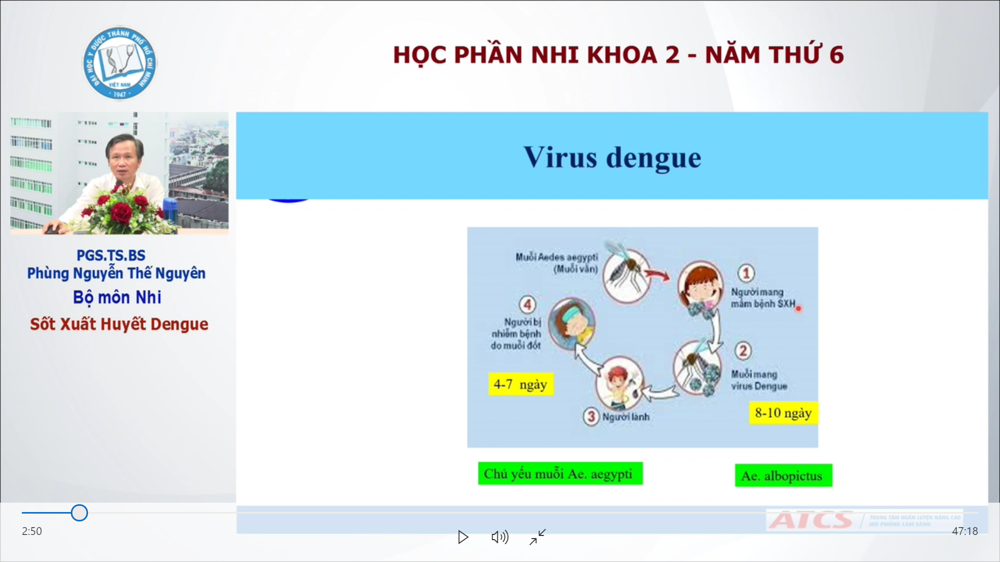 ĐẠI HỌC Y DƯỢC THÀNH PHỐ HỒ CHÍ MINH
VIỆT NAM
· 1947 ·
HỌC PHẦN NHI KHOA 2 - NĂM THỨ 6
PGS.TS.BS
Phùng Nguyễn Thế Nguyên
Bộ môn Nhi
Sốt Xuất Huyết Dengue
Virus dengue
Muỗi Aedes aegypti
(Muỗi vằn)
1
Người mang
mầm bệnh SXH
2
Muỗi mang
virus Dengue
8-10 ngày
3 Người lành
4
Người bị
nhiễm bệnh
do muỗi đốt
4-7 ngày
Chủ yếu muỗi Ae. aegypti
Ae. albopictus
ATCS
TRUNG TÂM HUẤN LUYỆN NÂNG CAO
MÔ PHỎNG LÂM SÀNG
2:50
47:18